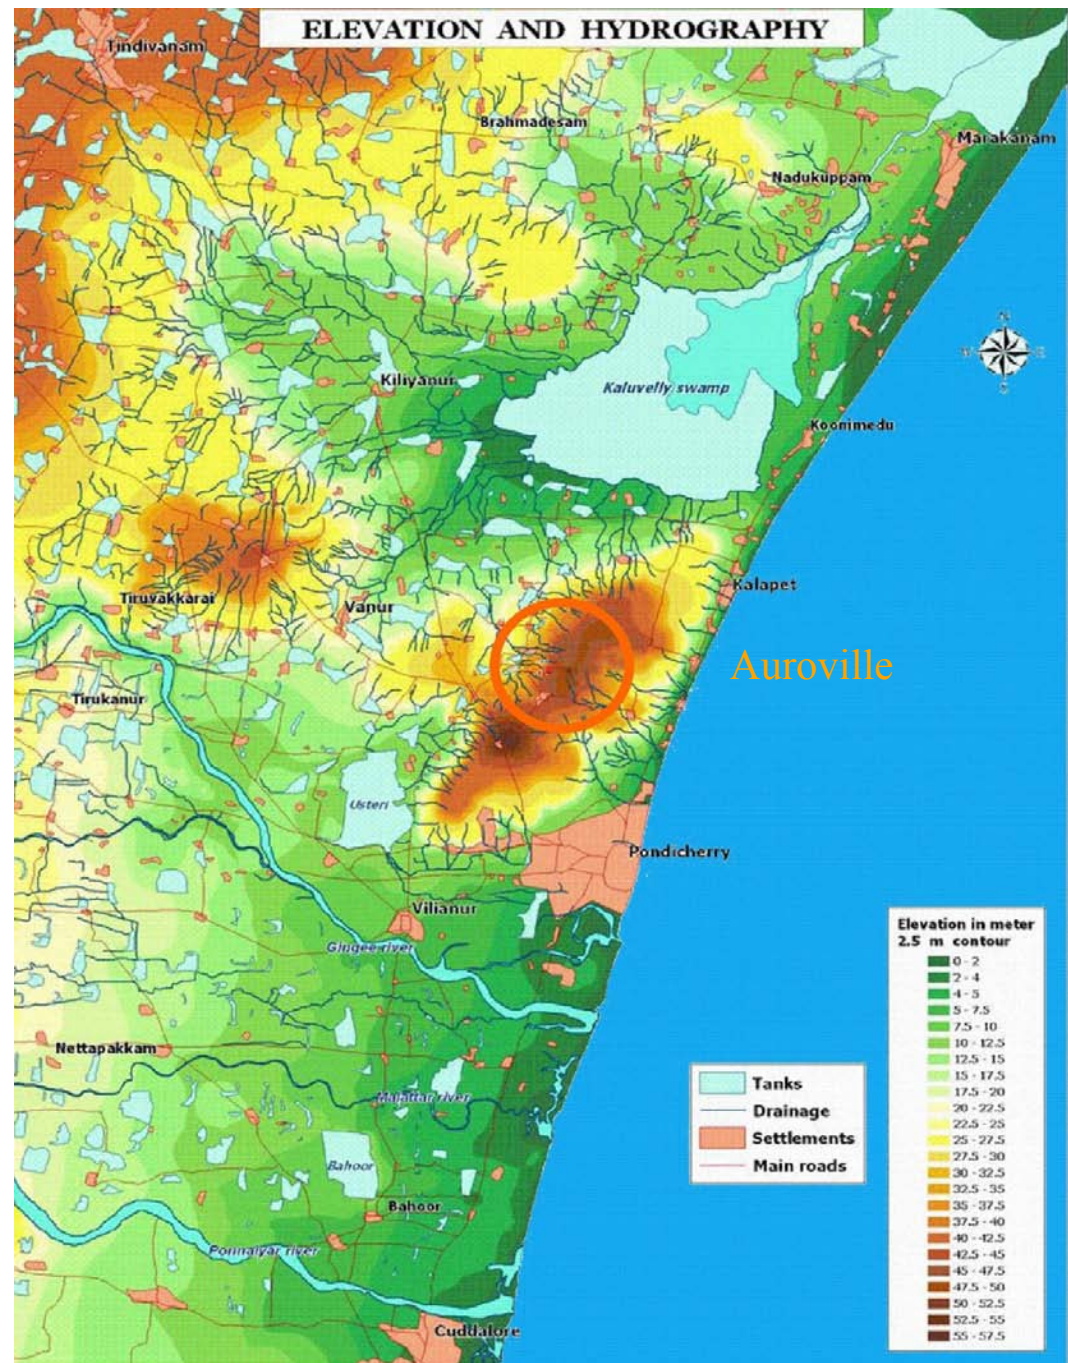 ELEVATION AND HYDROGRAPHY
Tindivanam
Brahmadesam
Marakanam
Nadukuppam
N
E
S
Kiliyanur
Kaluvelly swamp
Koonimedu
Kalapet
Tiruvakkarai
Vanur
Auroville
Tirukanur
Usteri
Pondicherry
Vilianur
Gingee river
Nettapakkam
Malattar river
Bahoor
Bahoor
Ponnaiyar river
Cuddalore
Tanks
Drainage
Settlements
Main roads
Elevation in meter
2.5 m contour
0 - 2
2 - 4
4 - 5
5 - 7.5
7.5 - 10
10 - 12.5
12.5 - 15
15 - 17.5
17.5 - 20
20 - 22.5
22.5 - 25
25 - 27.5
27.5 - 30
30 - 32.5
32.5 - 35
35 - 37.5
37.5 - 40
40 - 42.5
42.5 - 45
45 - 47.5
47.5 - 50
50 - 52.5
52.5 - 55
55 - 57.5